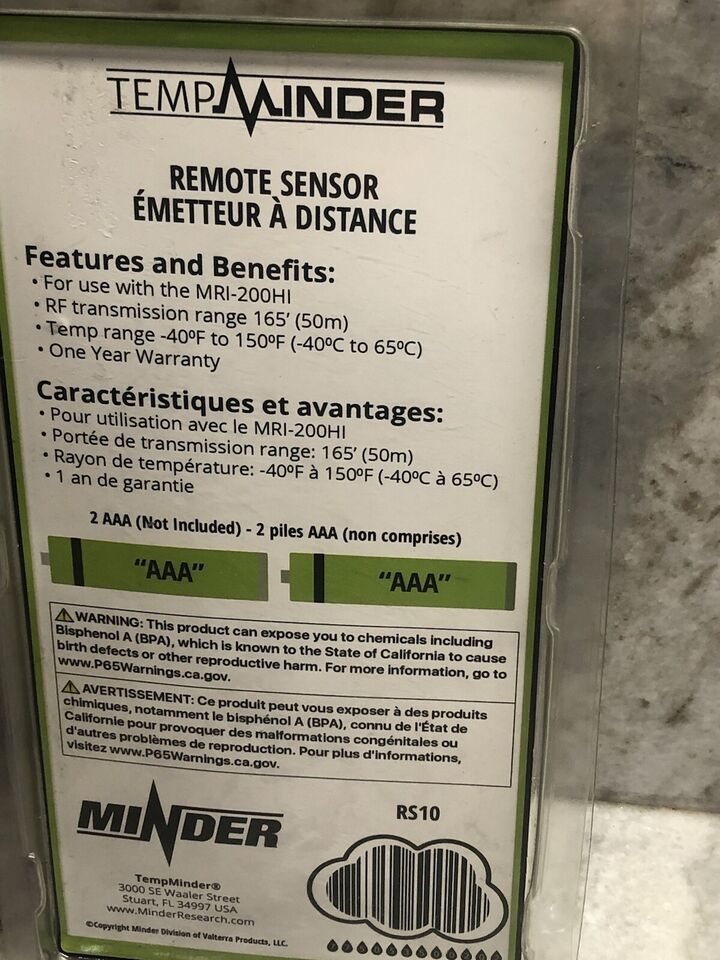 TEMPMINDER
REMOTE SENSOR
ÉMETTEUR À DISTANCE
Features and Benefits:
• For use with the MRI-200HI
• RF transmission range 165’ (50m)
• Temp range -40ºF to 150ºF (-40ºC to 65ºC)
• One Year Warranty
Caractéristiques et avantages:
• Pour utilisation avec le MRI-200HI
• Portée de transmission range: 165’ (50m)
• Rayon de température: -40ºF à 150ºF (-40ºC à 65ºC)
• 1 an de garantie
2 AAA (Not Included) - 2 piles AAA (non comprises)
“AAA” “AAA”
⚠WARNING: This product can expose you to chemicals including
Bisphenol A (BPA), which is known to the State of California to cause
birth defects or other reproductive harm. For more information, go to
www.P65Warnings.ca.gov.
⚠AVERTISSEMENT: Ce produit peut vous exposer à des produits
chimiques, notamment le bisphénol A (BPA), connu de l'État de
Californie pour provoquer des malformations congénitales ou
d'autres problèmes de reproduction. Pour plus d'informations,
visitez www.P65Warnings.ca.gov.
MINDER
RS10
TempMinder®
3000 SE Waaler Street
Stuart, FL 34997 USA
www.MinderResearch.com
©Copyright Minder Division of Valterra Products, LLC.